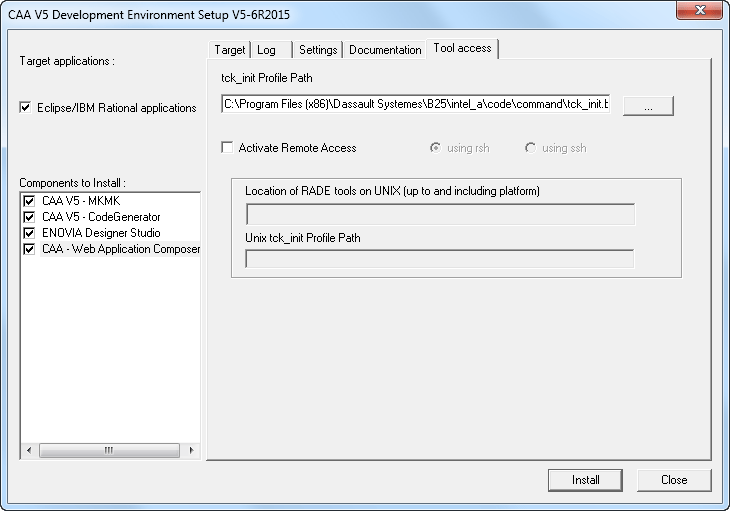 CAA V5 Development Environment Setup V5-6R2015
Target applications :
Eclipse/IBM Rational applications
Components to Install :
CAA V5 - MKMK
CAA V5 - CodeGenerator
ENOVIA Designer Studio
CAA - Web Application Composer
Target Log Settings Documentation Tool access
tck_init Profile Path
C:\Program Files (x86)\Dassault Systemes\B25\intel_a\code\command\tck_init.b
...
Activate Remote Access using rsh using ssh
Location of RADE tools on UNIX (up to and including platform)
Unix tck_init Profile Path
Install Close